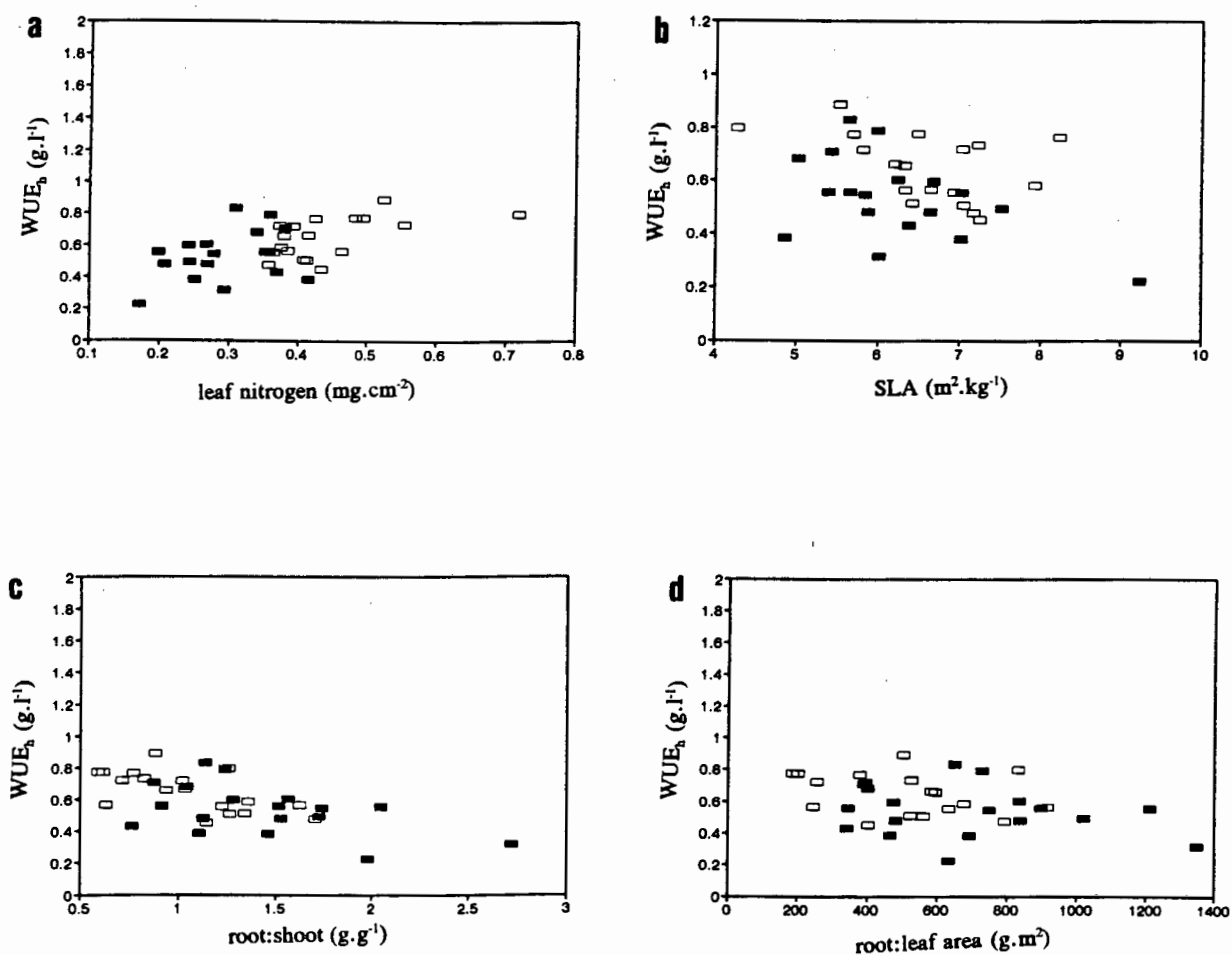 a
2
1.8
1.6
1.4
1.2
1
0.8
0.6
0.4
0.2
0
WUEₕ (g.l⁻¹)
0.1 0.2 0.3 0.4 0.5 0.6 0.7 0.8
leaf nitrogen (mg.cm⁻²)
b
1.2
1
0.8
0.6
0.4
0.2
0
WUEₕ (g.l⁻¹)
4 5 6 7 8 9 10
SLA (m².kg⁻¹)
c
2
1.8
1.6
1.4
1.2
1
0.8
0.6
0.4
0.2
0
WUEₕ (g.l⁻¹)
0.5 1 1.5 2 2.5 3
root:shoot (g.g⁻¹)
d
2
1.8
1.6
1.4
1.2
1
0.8
0.6
0.4
0.2
0
WUEₕ (g.l⁻¹)
0 200 400 600 800 1000 1200 1400
root:leaf area (g.m²)